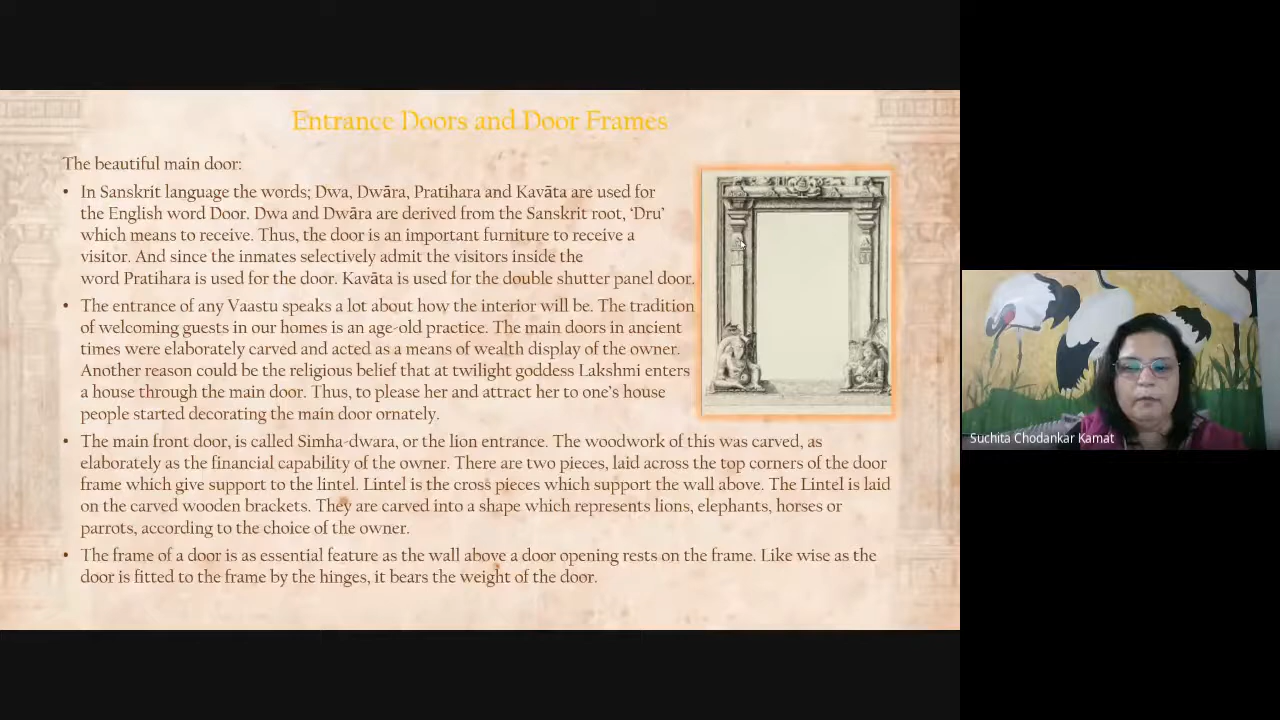 Entrance Doors and Door Frames
The beautiful main door:
• In Sanskrit language the words; Dwa, Dwāra, Pratihara and Kavāta are used for
the English word Door. Dwa and Dwāra are derived from the Sanskrit root, ‘Dru’
which means to receive. Thus, the door is an important furniture to receive a
visitor. And since the inmates selectively admit the visitors inside the
word Pratihara is used for the door. Kavāta is used for the double shutter panel door.
• The entrance of any Vaastu speaks a lot about how the interior will be. The tradition
of welcoming guests in our homes is an age-old practice. The main doors in ancient
times were elaborately carved and acted as a means of wealth display of the owner.
Another reason could be the religious belief that at twilight goddess Lakshmi enters
a house through the main door. Thus, to please her and attract her to one’s house
people started decorating the main door ornately.
• The main front door, is called Simha-dwara, or the lion entrance. The woodwork of this was carved, as
elaborately as the financial capability of the owner. There are two pieces, laid across the top corners of the door
frame which give support to the lintel. Lintel is the cross pieces which support the wall above. The Lintel is laid
on the carved wooden brackets. They are carved into a shape which represents lions, elephants, horses or
parrots, according to the choice of the owner.
• The frame of a door is as essential feature as the wall above a door opening rests on the frame. Like wise as the
door is fitted to the frame by the hinges, it bears the weight of the door.
Suchita Chodankar Kamat